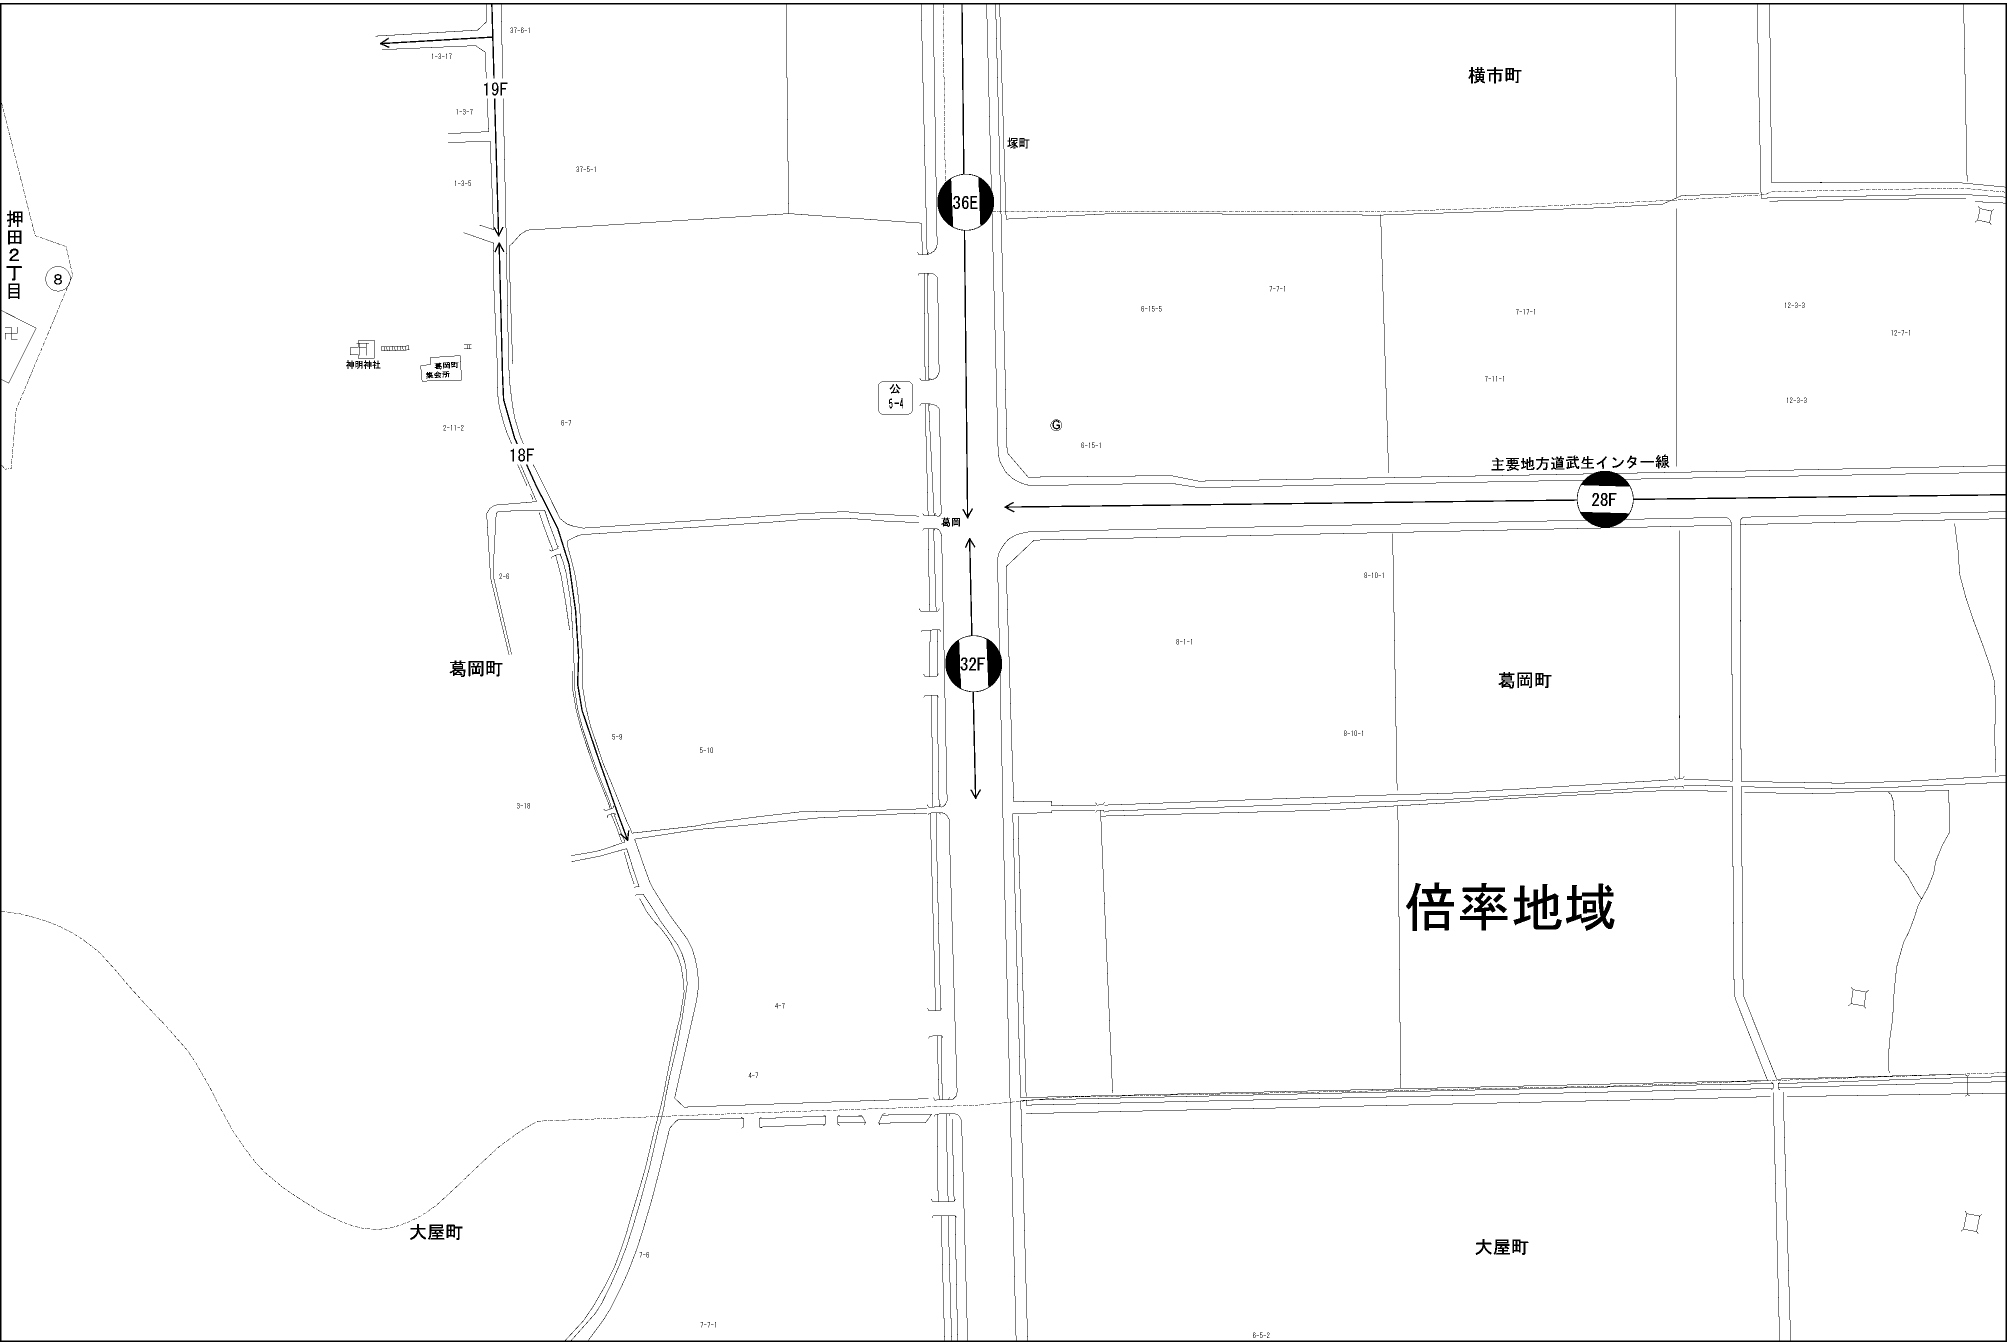 37-6-1
1-3-17
横市町
19F
1-3-7
塚町
37-5-1
1-3-5
36E
押田2丁目
8
7-7-1
6-15-5
7-17-1
12-3-3
12-7-1
神明神社
葛岡町
集会所
7-11-1
公
5-4
12-3-3
2-11-2
6-7
G
6-15-1
18F
主要地方道武生インター線
28F
葛岡
2-6
8-10-1
8-1-1
32F
葛岡町
葛岡町
5-9
5-10
8-10-1
3-18
倍率地域
4-7
4-7
大屋町
大屋町
7-6
7-7-1
6-5-2